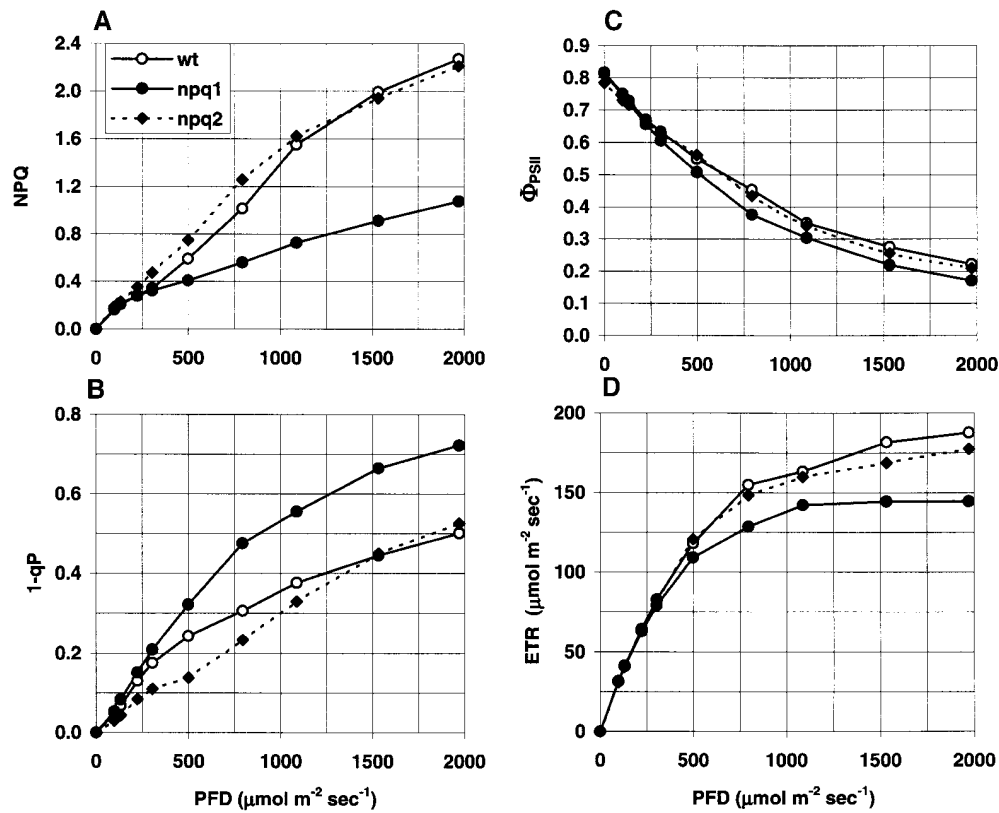 A
2.4
2.0
1.6
1.2
0.8
0.4
0.0
NPQ
wt
npq1
npq2
0 500 1000 1500 2000
B
0.8
0.6
0.4
0.2
0.0
1-qP
0 500 1000 1500 2000
PFD (μmol m⁻² sec⁻¹)
C
0.9
0.8
0.7
0.6
0.5
0.4
0.3
0.2
0.1
0.0
ΦPSII
0 500 1000 1500 2000
D
200
150
100
50
0
ETR (μmol m⁻² sec⁻¹)
0 500 1000 1500 2000
PFD (μmol m⁻² sec⁻¹)